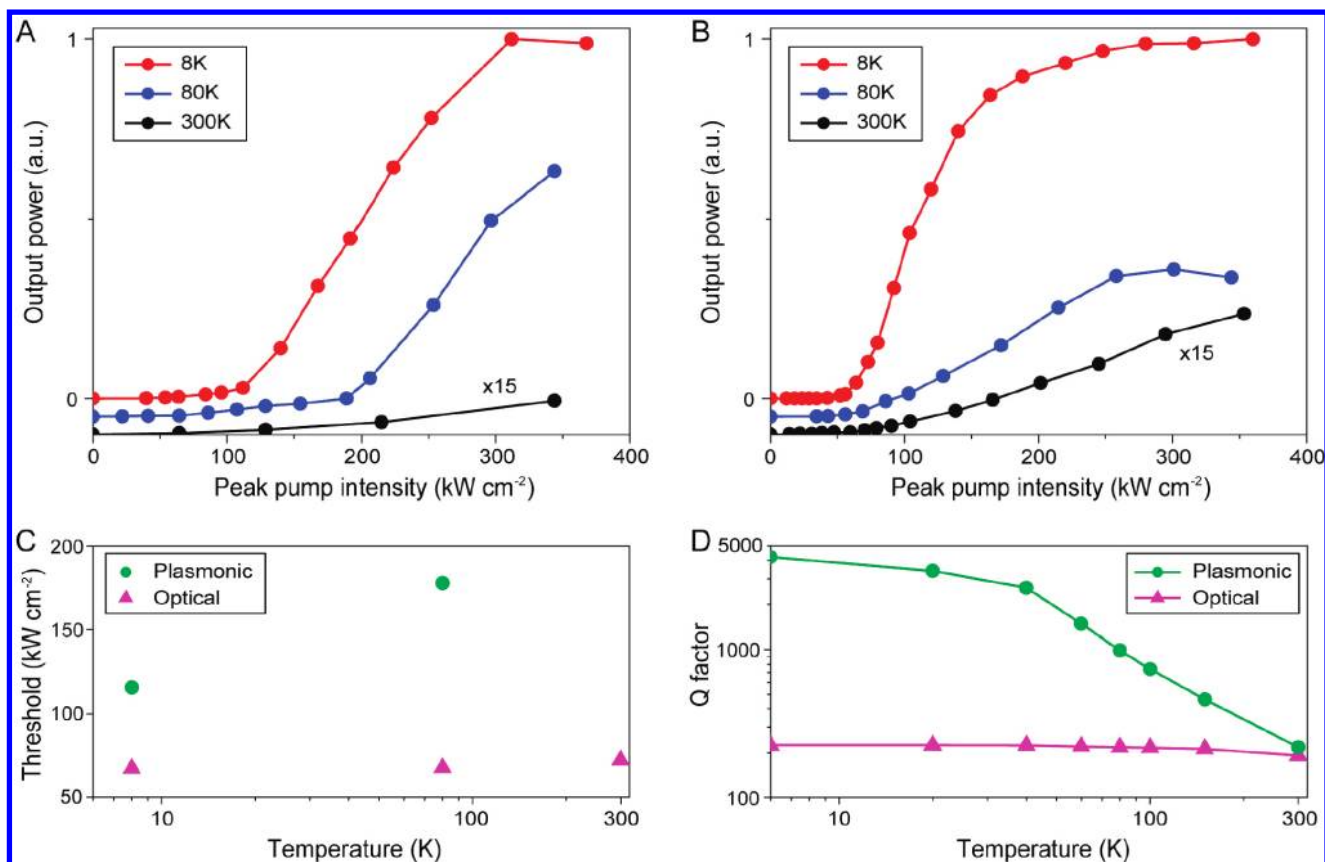 A
1
0
Output power (a.u.)
8K
80K
300K
x15
0 100 200 300 400
Peak pump intensity (kW cm⁻²)
B
1
0
Output power (a.u.)
8K
80K
300K
x15
0 100 200 300 400
Peak pump intensity (kW cm⁻²)
C
200
150
100
50
Threshold (kW cm⁻²)
Plasmonic
Optical
10 100 300
Temperature (K)
D
5000
1000
100
Q factor
Plasmonic
Optical
10 100 300
Temperature (K)